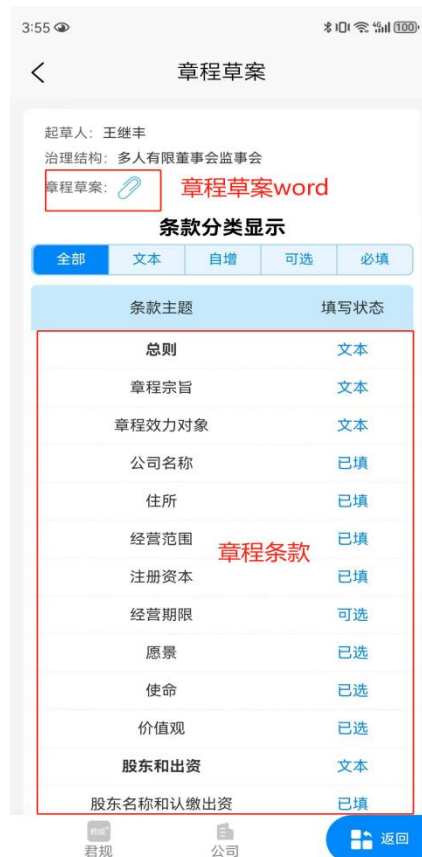 3:55
100
章程草案
起草人: 王继丰
治理结构: 多人有限董事会监事会
章程草案:
章程草案word
条款分类显示
全部 文本 自增 可选 必填
条款主题 填写状态
总则 文本
章程宗旨 文本
章程效力对象 文本
公司名称 已填
住所 已填
经营范围 已填
章程条款
注册资本 已填
经营期限 可选
愿景 已选
使命 已选
价值观 已选
股东和出资 文本
股东名称和认缴出资 已填
君规 公司 返回